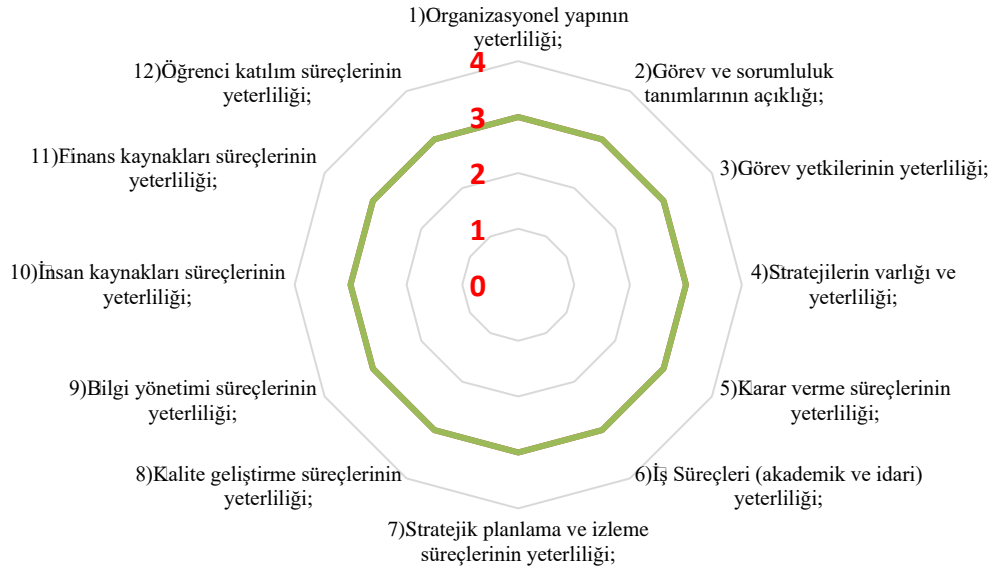 1)Organizasyonel yapının
yeterliliği;
2)Görev ve sorumluluk
tanımlarının açıklığı;
3)Görev yetkilerinin yeterliliği;
4)Stratejilerin varlığı ve
yeterliliği;
5)Karar verme süreçlerinin
yeterliliği;
6)İş Süreçleri (akademik ve idari)
yeterliliği;
7)Stratejik planlama ve izleme
süreçlerinin yeterliliği;
8)Kalite geliştirme süreçlerinin
yeterliliği;
9)Bilgi yönetimi süreçlerinin
yeterliliği;
10)İnsan kaynakları süreçlerinin
yeterliliği;
11)Finans kaynakları süreçlerinin
yeterliliği;
12)Öğrenci katılım süreçlerinin
yeterliliği;
4
3
2
1
0